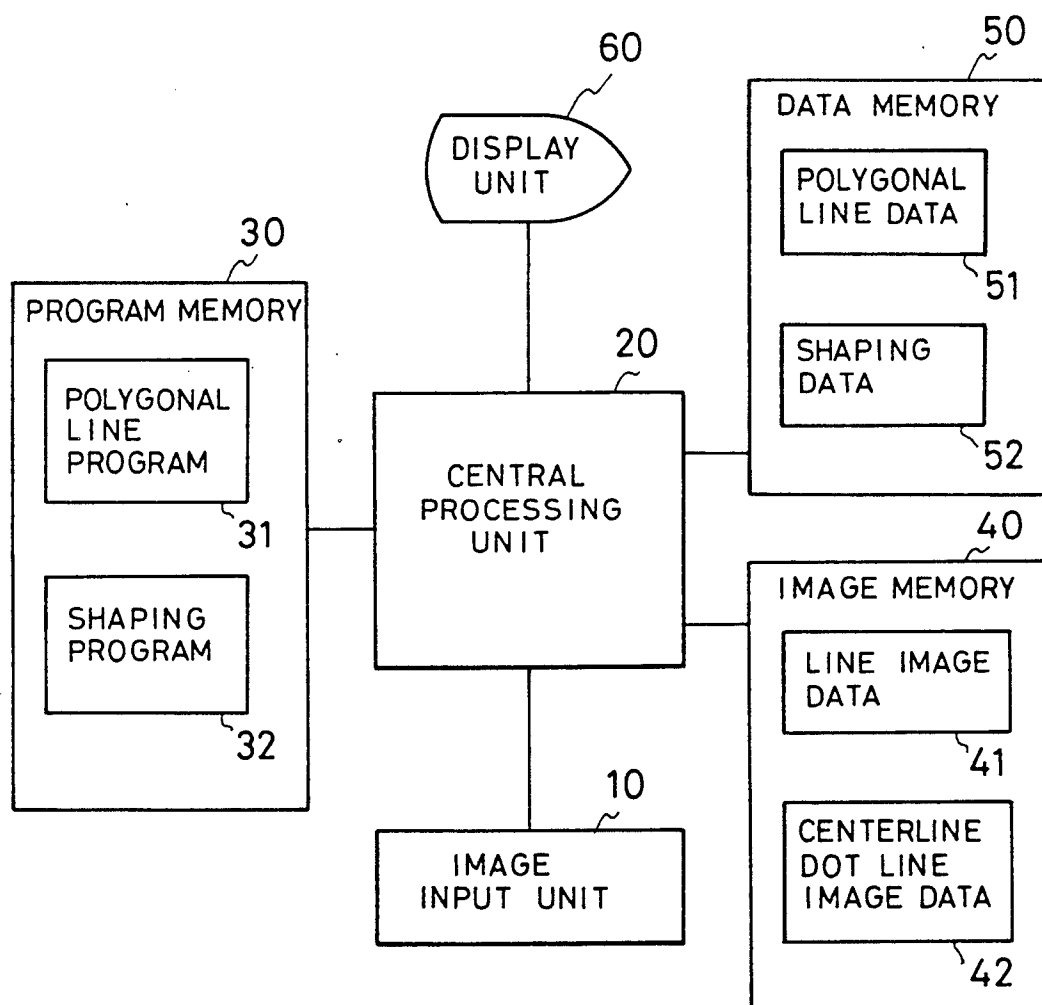 60
DISPLAY
UNIT
50
DATA MEMORY
POLYGONAL
LINE DATA
51
SHAPING
DATA
52
30
PROGRAM MEMORY
POLYGONAL
LINE
PROGRAM
31
SHAPING
PROGRAM
32
20
CENTRAL
PROCESSING
UNIT
40
IMAGE MEMORY
LINE IMAGE
DATA
41
CENTERLINE
DOT LINE
IMAGE DATA
42
10
IMAGE
INPUT UNIT